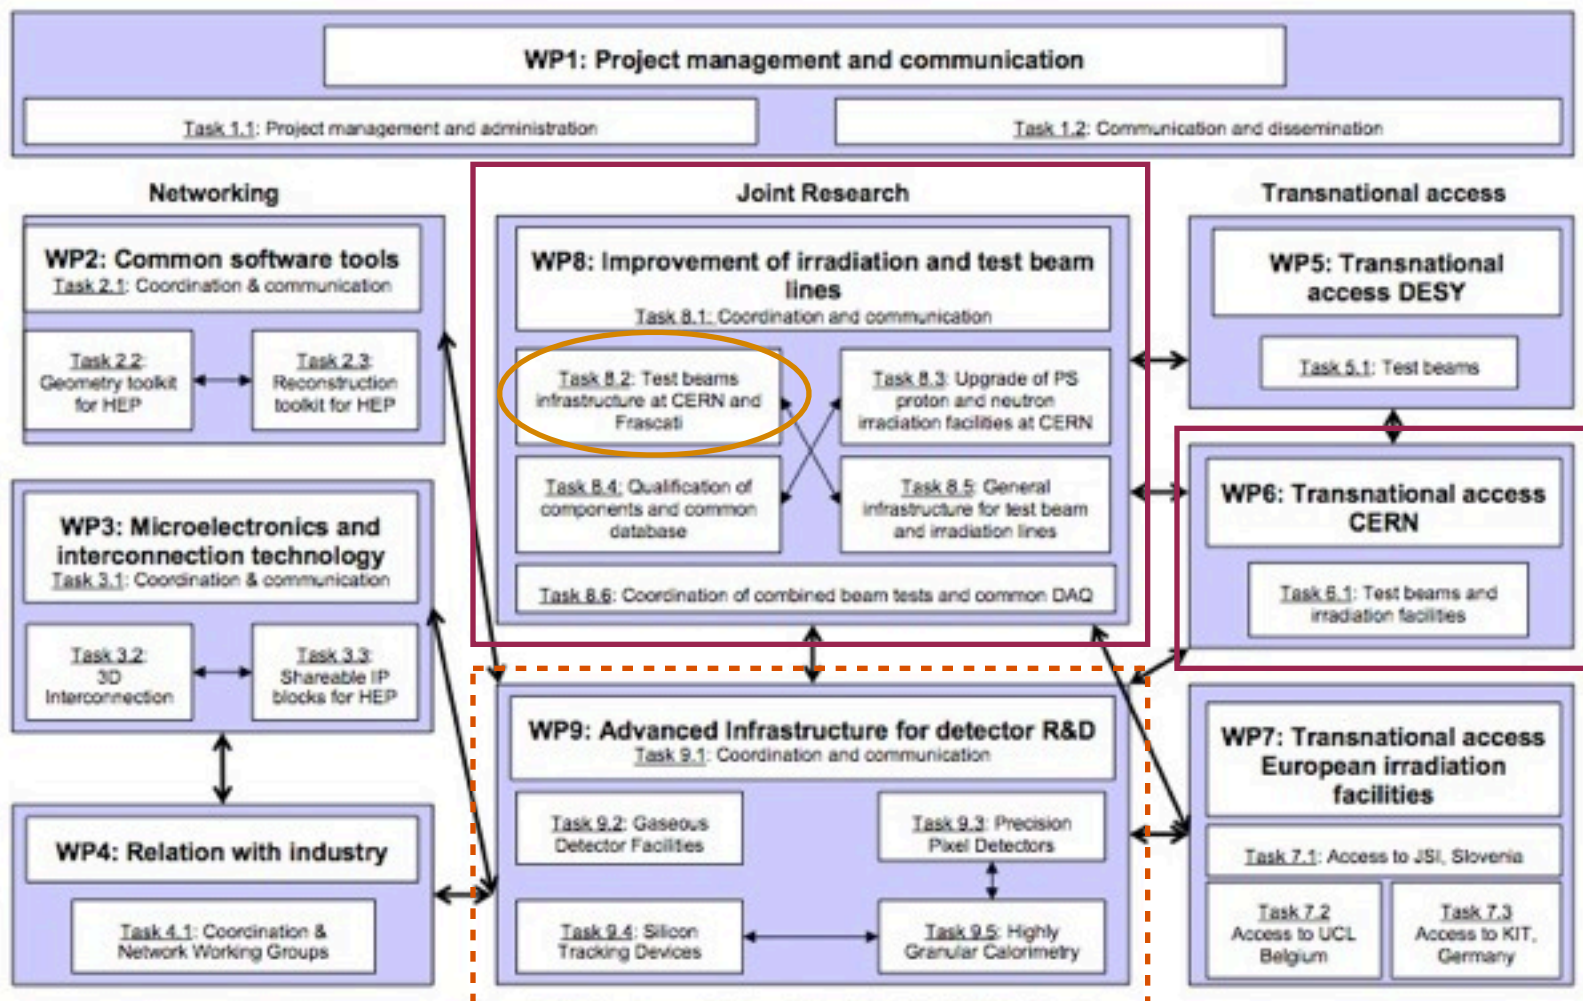 WP1: Project management and communication
Task 1.1: Project management and administration
Task 1.2: Communication and dissemination
Networking
WP2: Common software tools
Task 2.1: Coordination & communication
Task 2.2:
Geometry toolkit
for HEP
Task 2.3:
Reconstruction
toolkit for HEP
WP3: Microelectronics and
interconnection technology
Task 3.1: Coordination & communication
Task 3.2:
3D
Interconnection
Task 3.3:
Shareable IP
blocks for HEP
WP4: Relation with industry
Task 4.1: Coordination &
Network Working Groups
Joint Research
WP8: Improvement of irradiation and test beam
lines
Task 8.1: Coordination and communication
Task 8.2: Test beams
infrastructure at CERN and
Frascati
Task 8.3: Upgrade of PS
proton and neutron
irradiation facilities at CERN
Task 8.4: Qualification of
components and common
database
Task 8.5: General
infrastructure for test beam
and irradiation lines
Task 8.6: Coordination of combined beam tests and common DAQ
WP9: Advanced Infrastructure for detector R&D
Task 9.1: Coordination and communication
Task 9.2: Gaseous
Detector Facilities
Task 9.3: Precision
Pixel Detectors
Task 9.4: Silicon
Tracking Devices
Task 9.5: Highly
Granular Calorimetry
Transnational access
WP5: Transnational
access DESY
Task 5.1: Test beams
WP6: Transnational access
CERN
Task 6.1: Test beams and
irradiation facilities
WP7: Transnational access
European irradiation
facilities
Task 7.1: Access to JSI, Slovenia
Task 7.2
Access to UCL
Belgium
Task 7.3
Access to KIT,
Germany